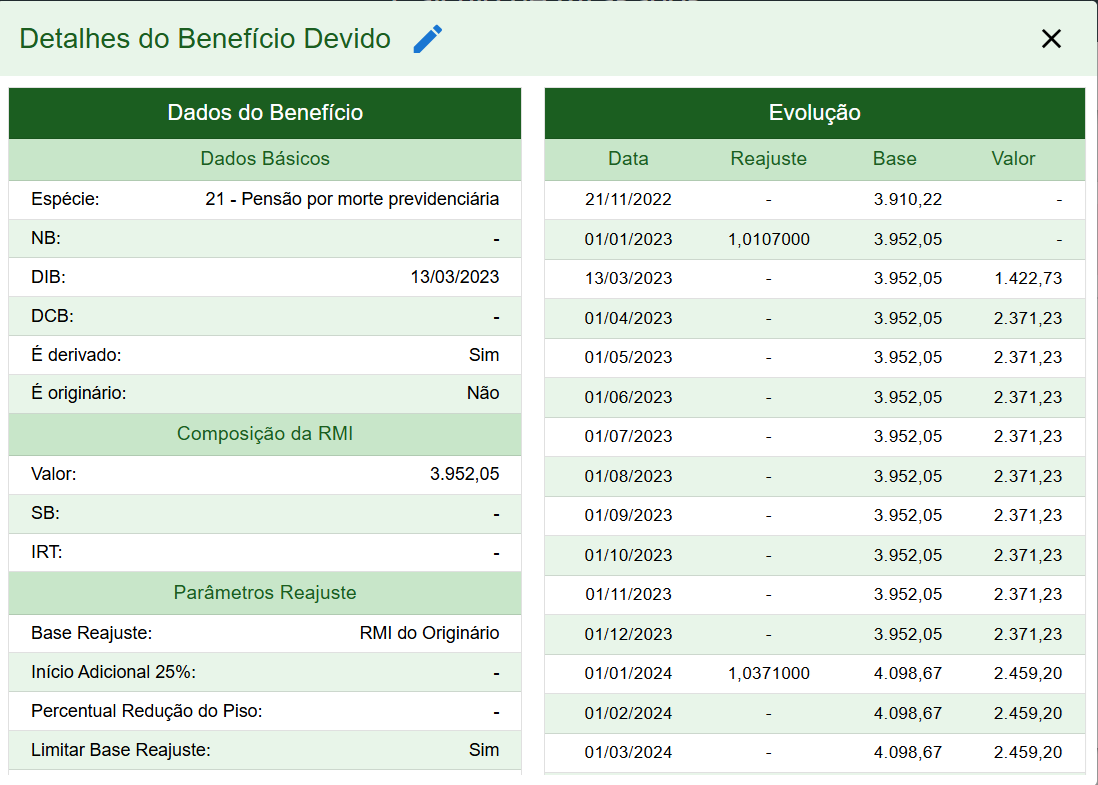 Detalhes do Benefício Devido
Dados do Benefício
Dados Básicos
Espécie: 21 - Pensão por morte previdenciária
NB: -
DIB: 13/03/2023
DCB: -
É derivado: Sim
É originário: Não
Composição da RMI
Valor: 3.952,05
SB: -
IRT: -
Parâmetros Reajuste
Base Reajuste: RMI do Originário
Início Adicional 25%: -
Percentual Redução do Piso: -
Limitar Base Reajuste: Sim
Evolução
Data Reajuste Base Valor
21/11/2022 - 3.910,22 -
01/01/2023 1,0107000 3.952,05 -
13/03/2023 - 3.952,05 1.422,73
01/04/2023 - 3.952,05 2.371,23
01/05/2023 - 3.952,05 2.371,23
01/06/2023 - 3.952,05 2.371,23
01/07/2023 - 3.952,05 2.371,23
01/08/2023 - 3.952,05 2.371,23
01/09/2023 - 3.952,05 2.371,23
01/10/2023 - 3.952,05 2.371,23
01/11/2023 - 3.952,05 2.371,23
01/12/2023 - 3.952,05 2.371,23
01/01/2024 1,0371000 4.098,67 2.459,20
01/02/2024 - 4.098,67 2.459,20
01/03/2024 - 4.098,67 2.459,20